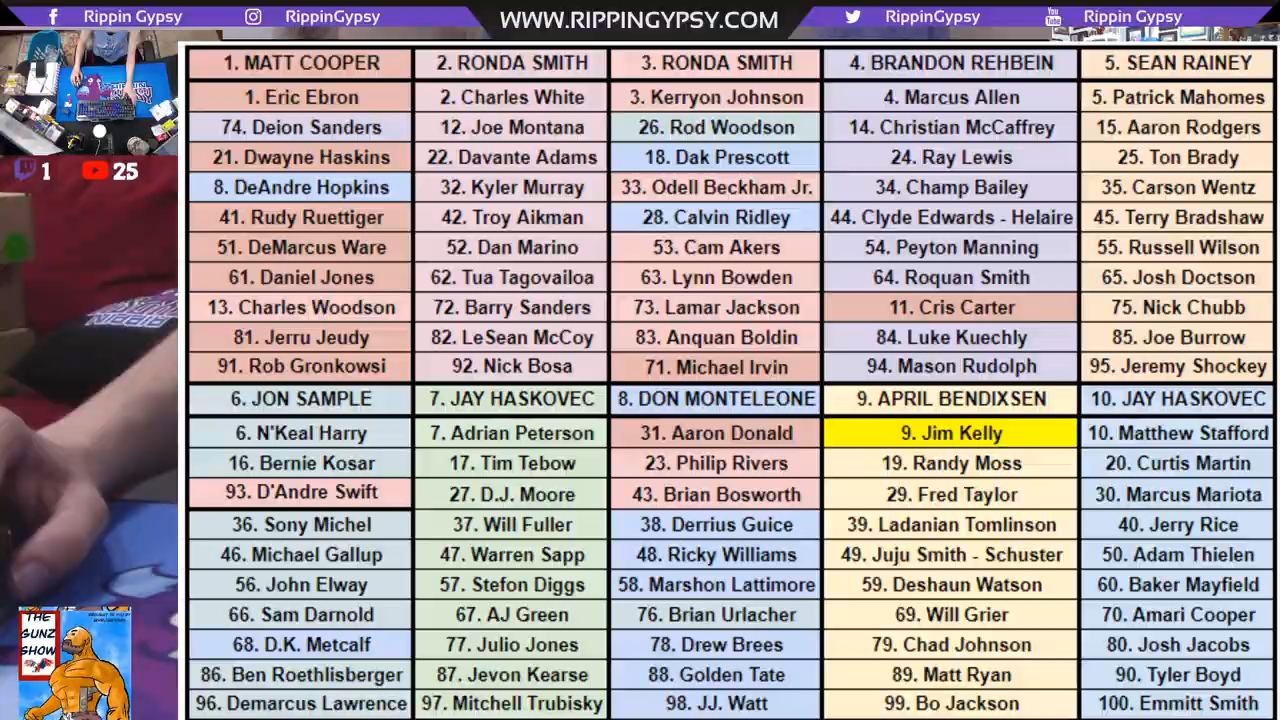 Ripping Gypsy
RippinGypsy
WWW.RIPPINGYPSY.COM
RippinGypsy
Rippin Gypsy
1. MATT COOPER 2. RONDA SMITH 3. RONDA SMITH 4. BRANDON REHBEIN 5. SEAN RAINEY
1. Eric Ebron 2. Charles White 3. Kerryon Johnson 4. Marcus Allen 5. Patrick Mahomes
74. Deion Sanders 12. Joe Montana 26. Rod Woodson 14. Christian McCaffrey 15. Aaron Rodgers
21. Dwayne Haskins 22. Davante Adams 18. Dak Prescott 24. Ray Lewis 25. Ton Brady
8. DeAndre Hopkins 32. Kyler Murray 33. Odell Beckham Jr. 34. Champ Bailey 35. Carson Wentz
41. Rudy Ruettiger 42. Troy Aikman 28. Calvin Ridley 44. Clyde Edwards - Helaire 45. Terry Bradshaw
51. DeMarcus Ware 52. Dan Marino 53. Cam Akers 54. Peyton Manning 55. Russell Wilson
61. Daniel Jones 62. Tua Tagovailoa 63. Lynn Bowden 64. Roquan Smith 65. Josh Doctson
13. Charles Woodson 72. Barry Sanders 73. Lamar Jackson 11. Cris Carter 75. Nick Chubb
81. Jerru Jeudy 82. LeSean McCoy 83. Anquan Boldin 84. Luke Kuechly 85. Joe Burrow
91. Rob Gronkowsi 92. Nick Bosa 71. Michael Irvin 94. Mason Rudolph 95. Jeremy Shockey
6. JON SAMPLE 7. JAY HASKOVEC 8. DON MONTELEONE 9. APRIL BENDIXSEN 10. JAY HASKOVEC
6. N'Keal Harry 7. Adrian Peterson 31. Aaron Donald 9. Jim Kelly 10. Matthew Stafford
16. Bernie Kosar 17. Tim Tebow 23. Philip Rivers 19. Randy Moss 20. Curtis Martin
93. D'Andre Swift 27. D.J. Moore 43. Brian Bosworth 29. Fred Taylor 30. Marcus Mariota
36. Sony Michel 37. Will Fuller 38. Derrius Guice 39. Ladanian Tomlinson 40. Jerry Rice
46. Michael Gallup 47. Warren Sapp 48. Ricky Williams 49. Juju Smith - Schuster 50. Adam Thielen
56. John Elway 57. Stefon Diggs 58. Marshon Lattimore 59. Deshaun Watson 60. Baker Mayfield
66. Sam Darnold 67. AJ Green 76. Brian Urlacher 69. Will Grier 70. Amari Cooper
68. D.K. Metcalf 77. Julio Jones 78. Drew Brees 79. Chad Johnson 80. Josh Jacobs
86. Ben Roethlisberger 87. Jevon Kearse 88. Golden Tate 89. Matt Ryan 90. Tyler Boyd
96. Demarcus Lawrence 97. Mitchell Trubisky 98. JJ. Watt 99. Bo Jackson 100. Emmitt Smith
1 25
THE
GUNZ
SHOW